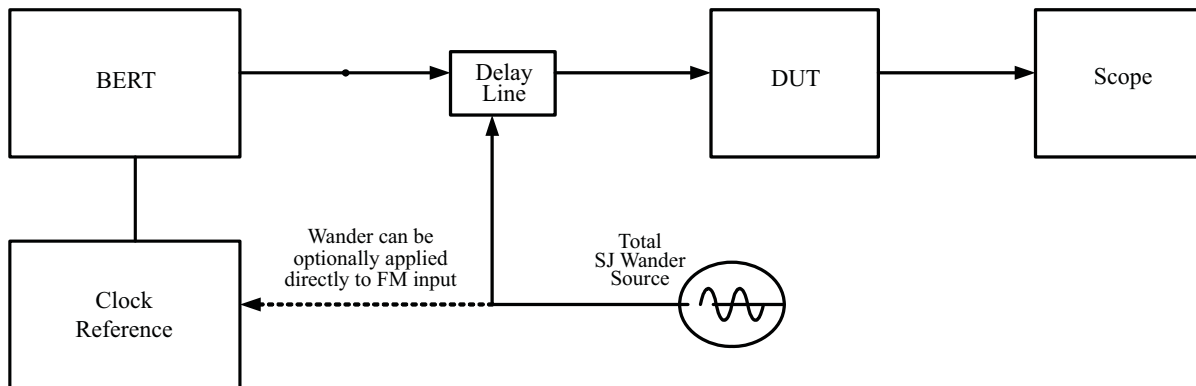 BERT
Delay
Line
DUT
Scope
Wander can be
optionally applied
directly to FM input
Total
SJ Wander
Source
Clock
Reference